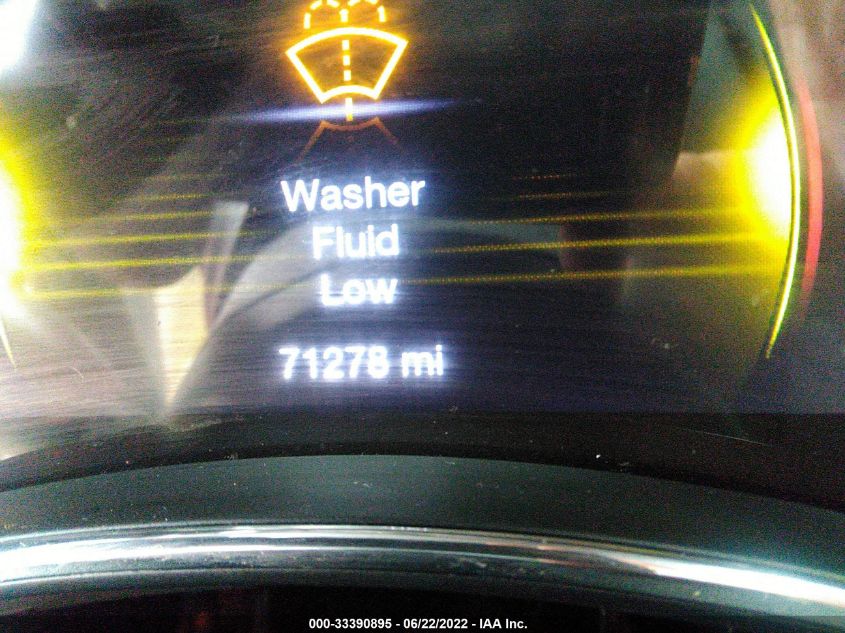 Washer
Fluid
Low
71278 mi
000-33390895 - 06/22/2022 - IAA Inc.